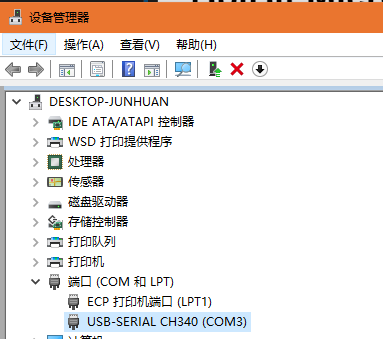 设备管理器
文件(F) 操作(A) 查看(V) 帮助(H)
DESKTOP-JUNHUAN
IDE ATA/ATAPI 控制器
WSD 打印提供程序
处理器
传感器
磁盘驱动器
存储控制器
打印队列
打印机
端口 (COM 和 LPT)
ECP 打印机端口 (LPT1)
USB-SERIAL CH340 (COM3)